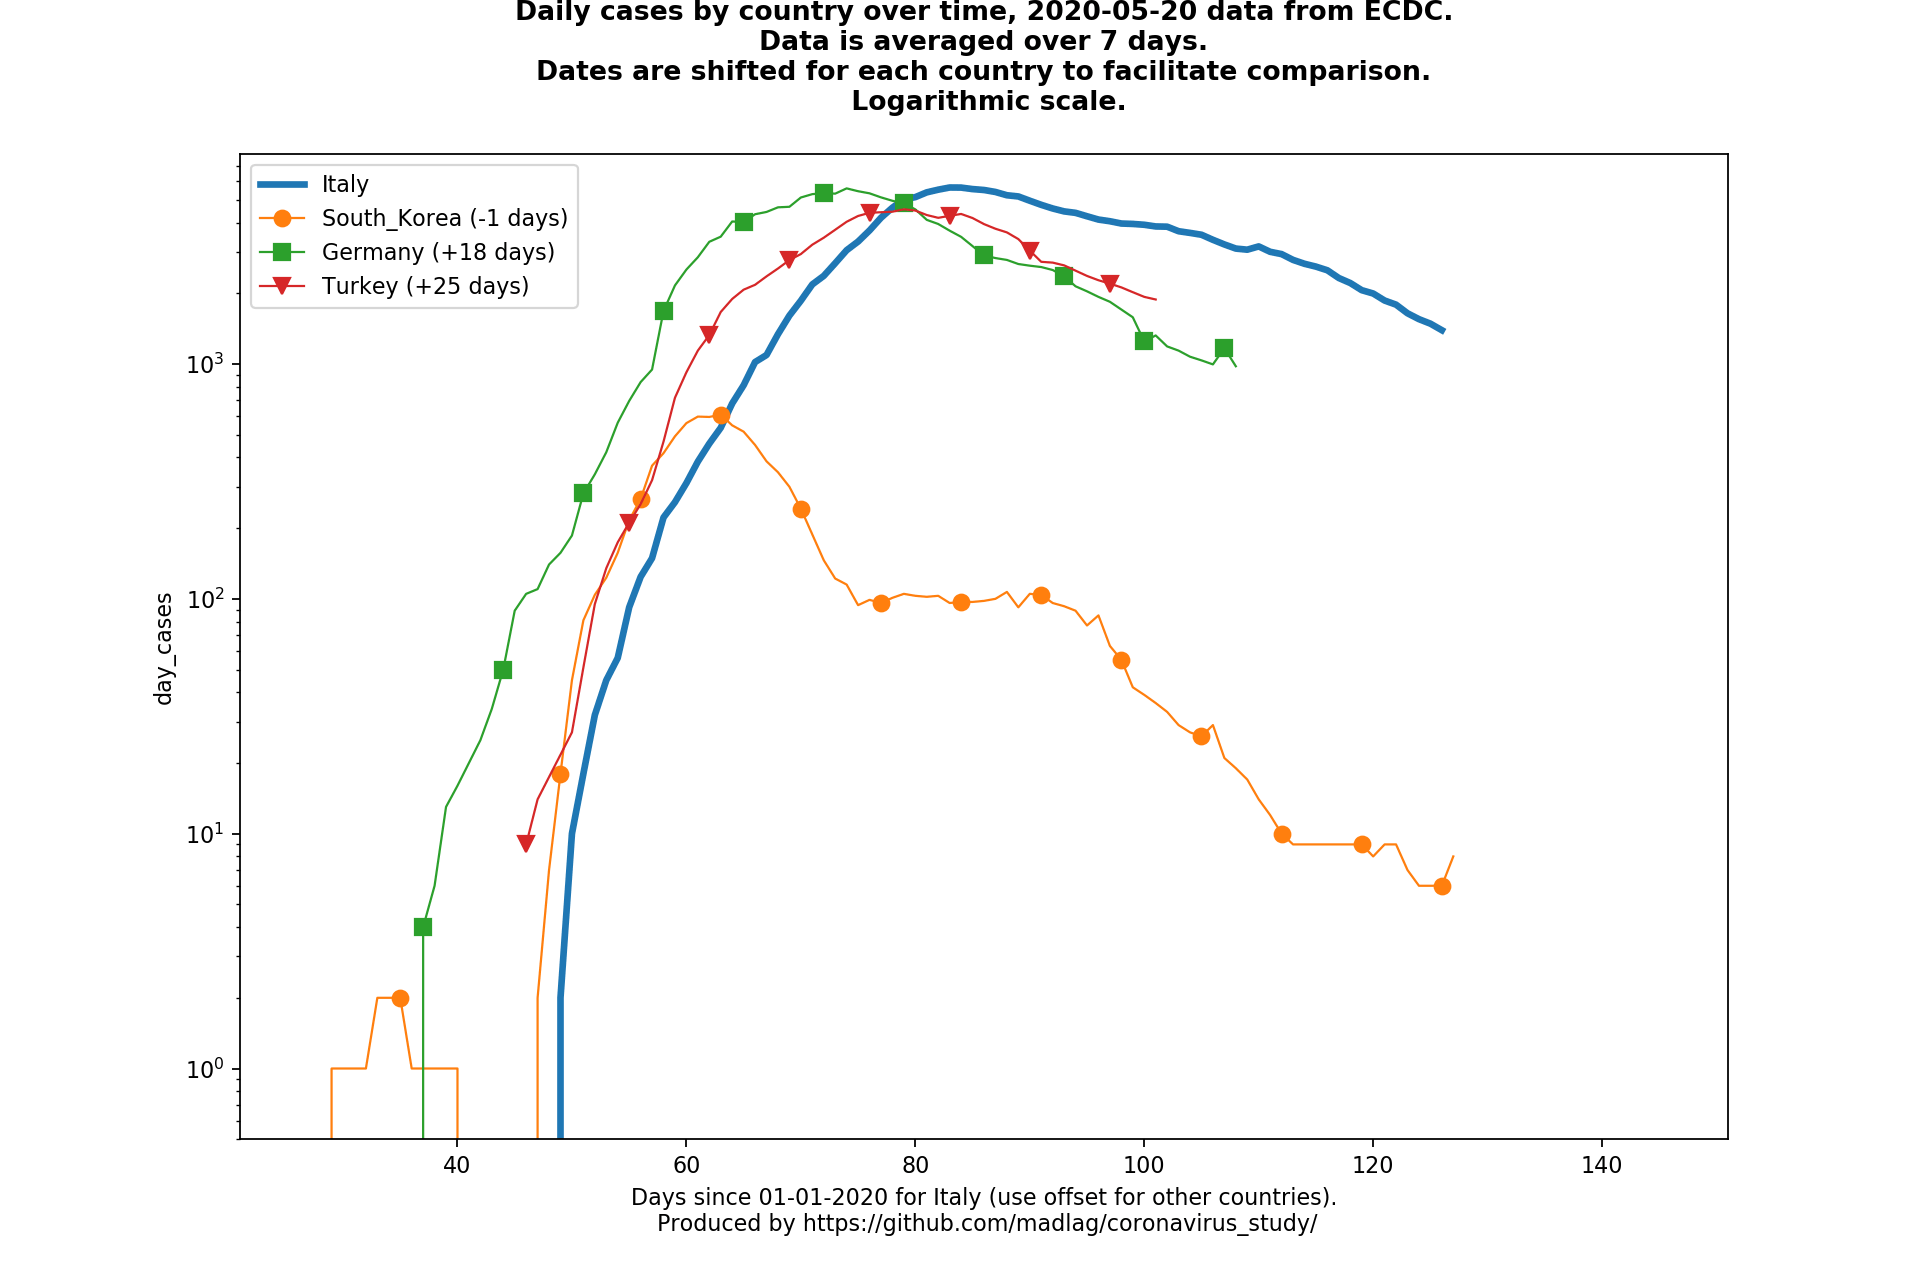 Daily cases by country over time, 2020-05-20 data from ECDC.
Data is averaged over 7 days.
Dates are shifted for each country to facilitate comparison.
Logarithmic scale.
Italy
South_Korea (-1 days)
Germany (+18 days)
Turkey (+25 days)
day_cases
10³
10²
10¹
10⁰
40 60 80 100 120 140
Days since 01-01-2020 for Italy (use offset for other countries).
Produced by https://github.com/madlag/coronavirus_study/